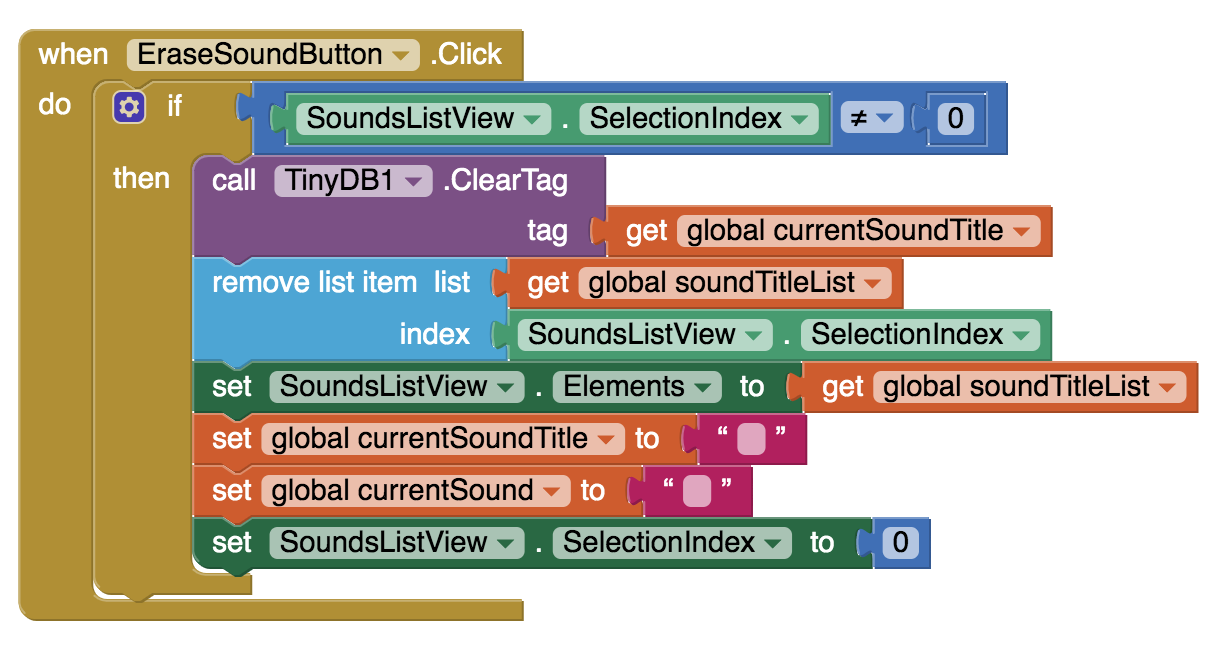 when EraseSoundButton .Click
do if SoundsListView . SelectionIndex ≠ 0
then call TinyDB1 .ClearTag
tag get global currentSoundTitle
remove list item list get global soundTitleList
index SoundsListView . SelectionIndex
set SoundsListView . Elements to get global soundTitleList
set global currentSoundTitle to “ ”
set global currentSound to “ ”
set SoundsListView . SelectionIndex to 0